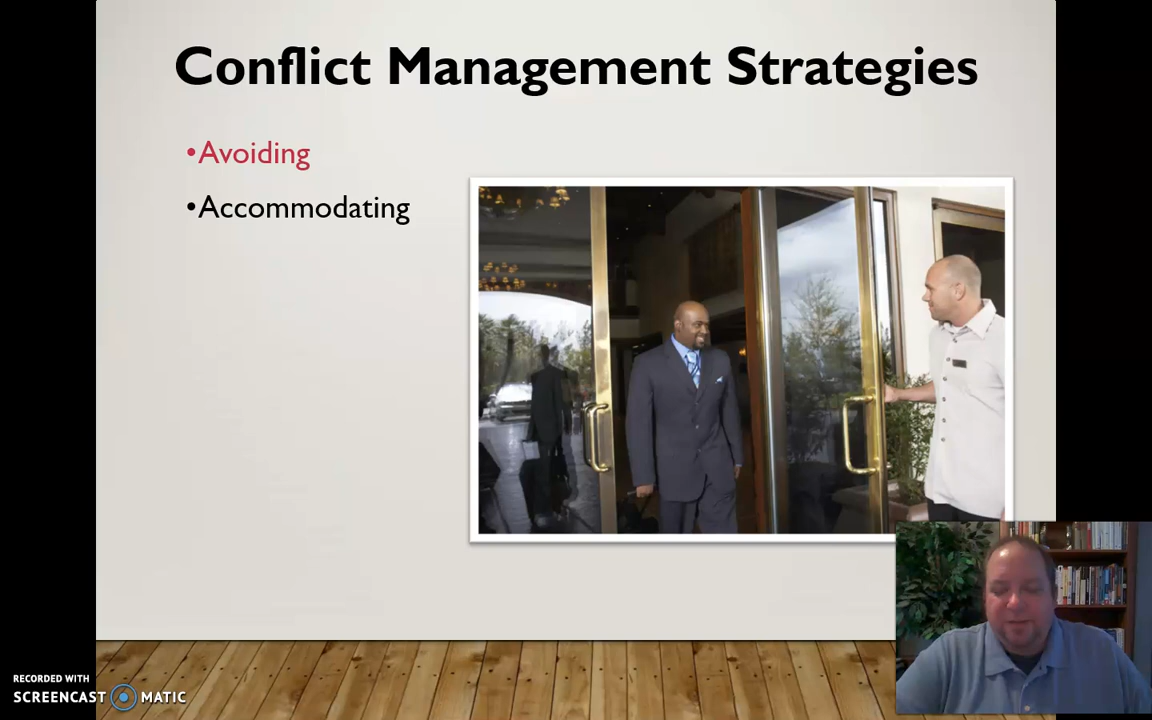 Conflict Management Strategies
•Avoiding
•Accommodating
RECORDED WITH
SCREENCAST MATIC